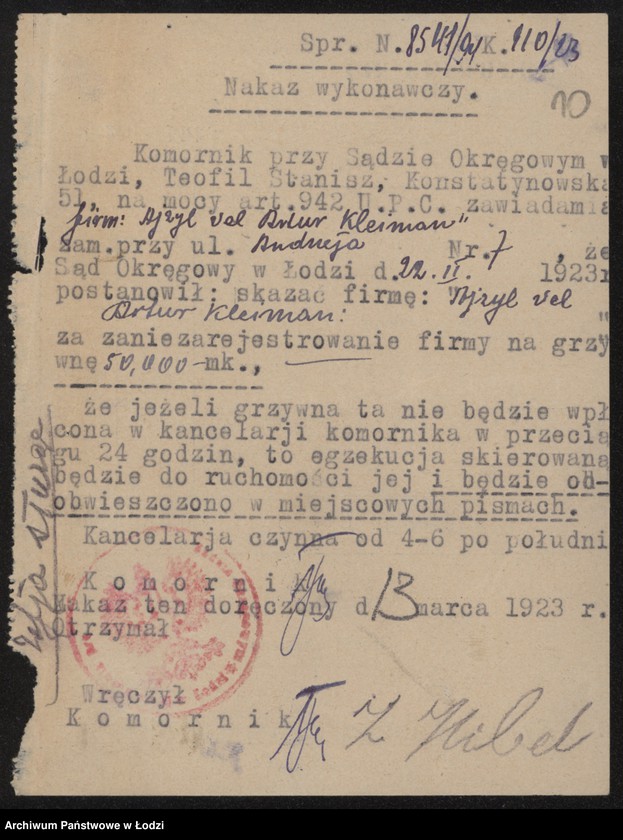 Spr. N. 8541/94 K. 110/23
Nakaz wykonawczy.
10
Komornik przy Sądzie Okręgowym w
Łodzi, Teofil Stanisz, Konstatynowska
51, na mocy art.942 U.P.C. zawiadamia
firm: Ajzyl vel Artur Kleiman"
zam.przy ul. Andrzeja Nr. 7, że
Sąd Okręgowy w Łodzi d. 22. II. 1923r
postanowił: skazać firmę: "Ajzyl vel
Artur Kleiman: "
za zaniezarejestrowanie firmy na grzy
wnę 50,000 mk.,
że jeżeli grzywna ta nie będzie wpł
cona w kancelarji komornika w przecią
gu 24 godzin, to egzekucja skierowana
będzie do ruchomości jej i będzie od-
obwieszczono w miejscowych pismach.
Kancelarja czynna od 4-6 po południ
Komornik
Nakaz ten doręczony d. 13 marca 1923 r.
Otrzymał
Wręczył
Komornik
Archiwum Państwowe w Łodzi